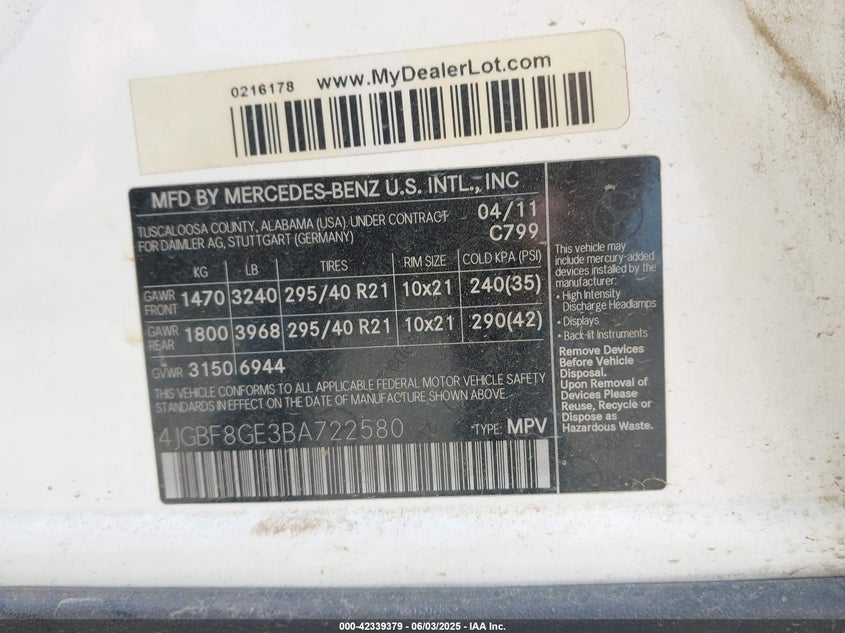 0216178 www.MyDealerLot.com
MFD BY MERCEDES-BENZ U.S. INTL., INC
TUSCALOOSA COUNTY, ALABAMA (USA) UNDER CONTRACT
FOR DAIMLER AG, STUTTGART (GERMANY)
04/11
C799
KG LB TIRES RIM SIZE COLD KPA (PSI)
GAWR FRONT 1470 3240 295/40 R21 10x21 240(35)
GAWR REAR 1800 3968 295/40 R21 10x21 290(42)
GVWR 3150 6944
THIS VEHICLE CONFORMS TO ALL APPLICABLE FEDERAL MOTOR VEHICLE SAFETY
STANDARDS IN EFFECT ON THE DATE OF MANUFACTURE SHOWN ABOVE.
4JGBF8GE3BA722580 *TYPE: MPV
This vehicle may
include mercury-added
devices installed by the
manufacturer:
• High Intensity
Discharge Headlamps
• Displays
• Back-lit Instruments
Remove Devices
Before Vehicle
Disposal.
Upon Removal of
Devices Please
Reuse, Recycle or
Dispose as
Hazardous Waste.
000-42339379 - 06/03/2025 - IAA Inc.